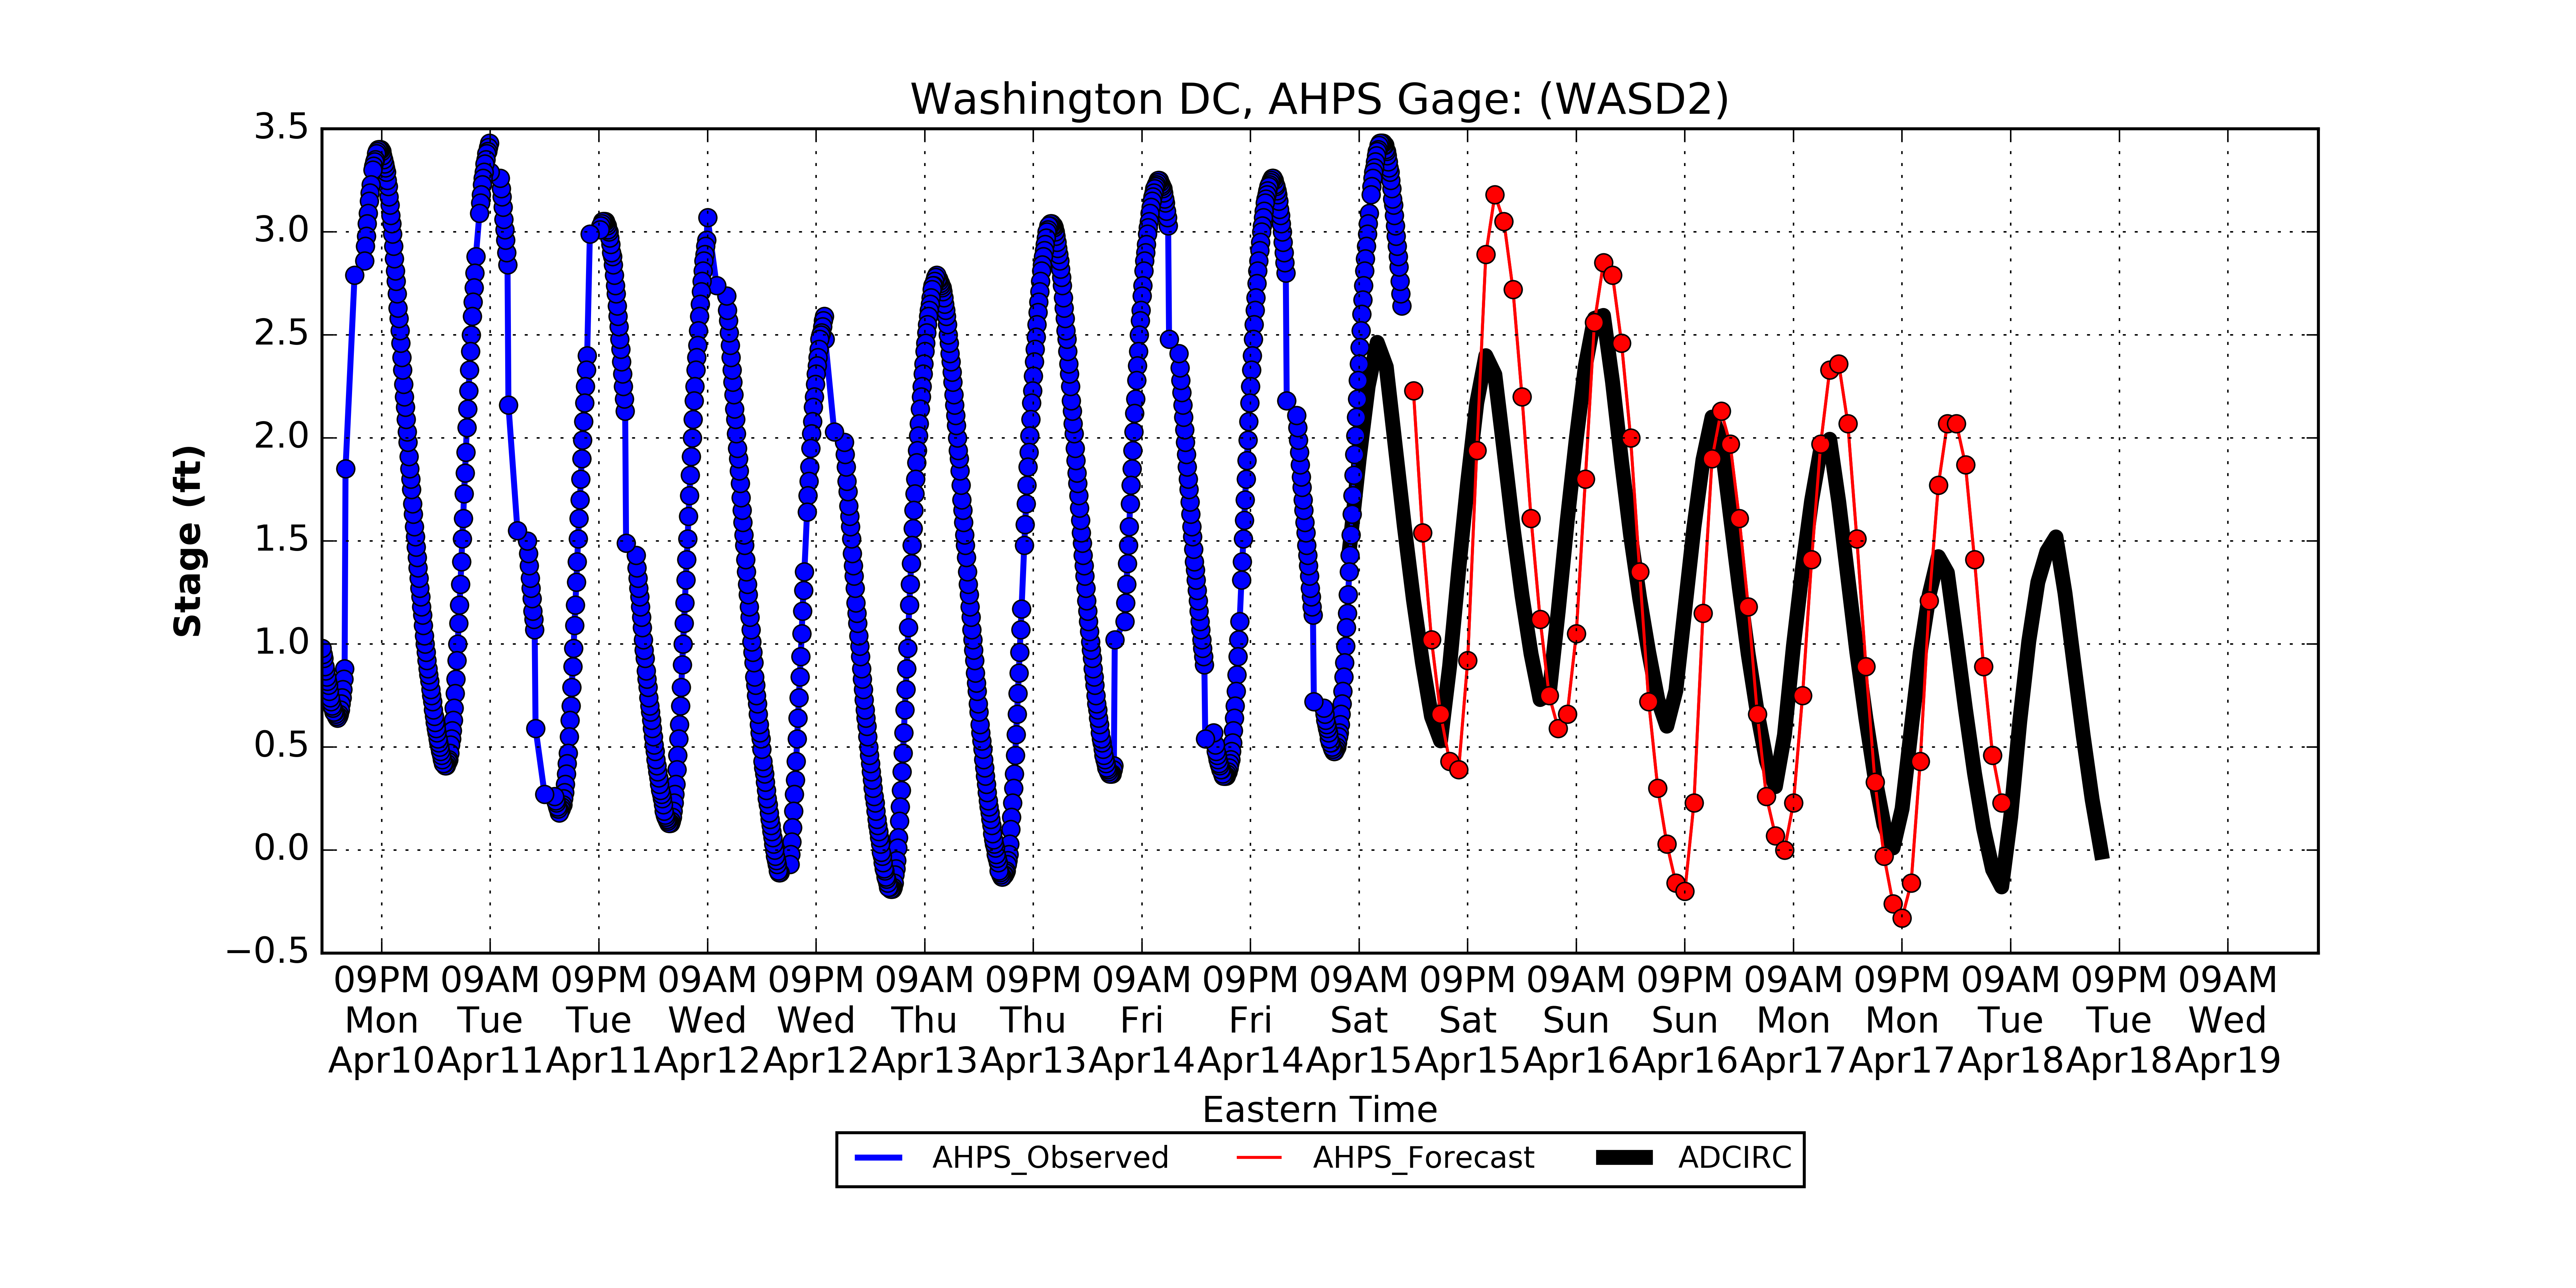 Washington DC, AHPS Gage: (WASD2)
3.5
3.0
2.5
2.0
1.5
1.0
0.5
0.0
−0.5
Stage (ft)
09PM 09AM 09PM 09AM 09PM 09AM 09PM 09AM 09PM 09AM 09PM 09AM 09PM 09AM 09PM 09AM 09PM 09AM
Mon Tue Tue Wed Wed Thu Thu Fri Fri Sat Sat Sun Sun Mon Mon Tue Tue Wed
Apr10 Apr11 Apr11 Apr12 Apr12 Apr13 Apr13 Apr14 Apr14 Apr15 Apr15 Apr16 Apr16 Apr17 Apr17 Apr18 Apr18 Apr19
Eastern Time
AHPS_Observed AHPS_Forecast ADCIRC